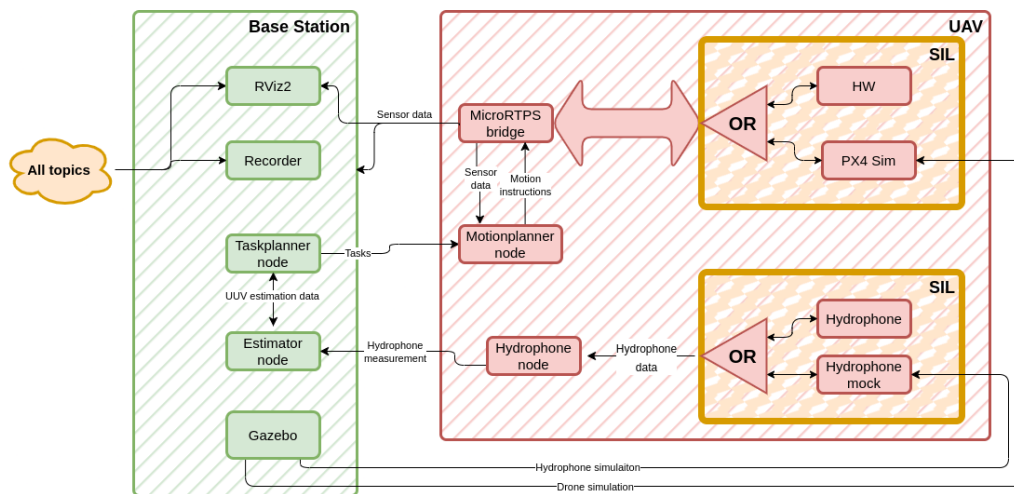 Base Station
UAV
SIL
RViz2
HW
Sensor data
MicroRTPS
bridge
OR
Recorder
PX4 Sim
All topics
Sensor
data
Motion
instructions
Taskplanner
node
Tasks
Motionplanner
node
UUV estimation data
SIL
Estimator
node
Hydrophone
measurement
Hydrophone
node
Hydrophone
data
OR
Hydrophone
Hydrophone
mock
Gazebo
Hydrophone simulaiton
Drone simulation